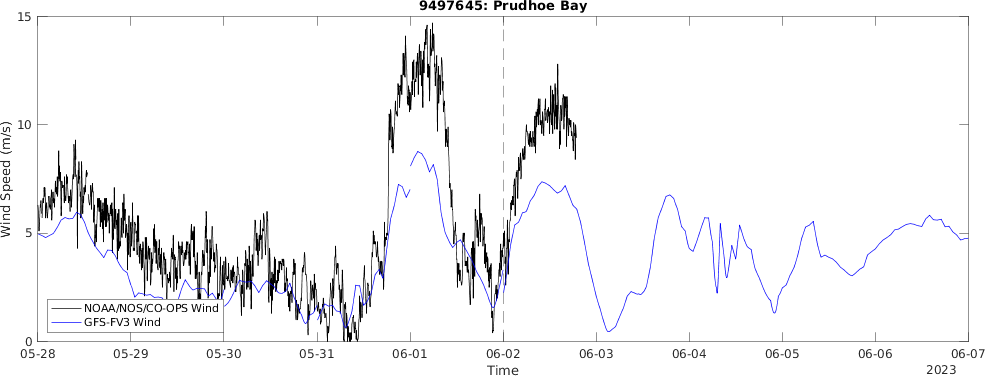 9497645: Prudhoe Bay
15
10
5
0
Wind Speed (m/s)
NOAA/NOS/CO-OPS Wind
GFS-FV3 Wind
05-28 05-29 05-30 05-31 06-01 06-02 06-03 06-04 06-05 06-06 06-07
Time
2023